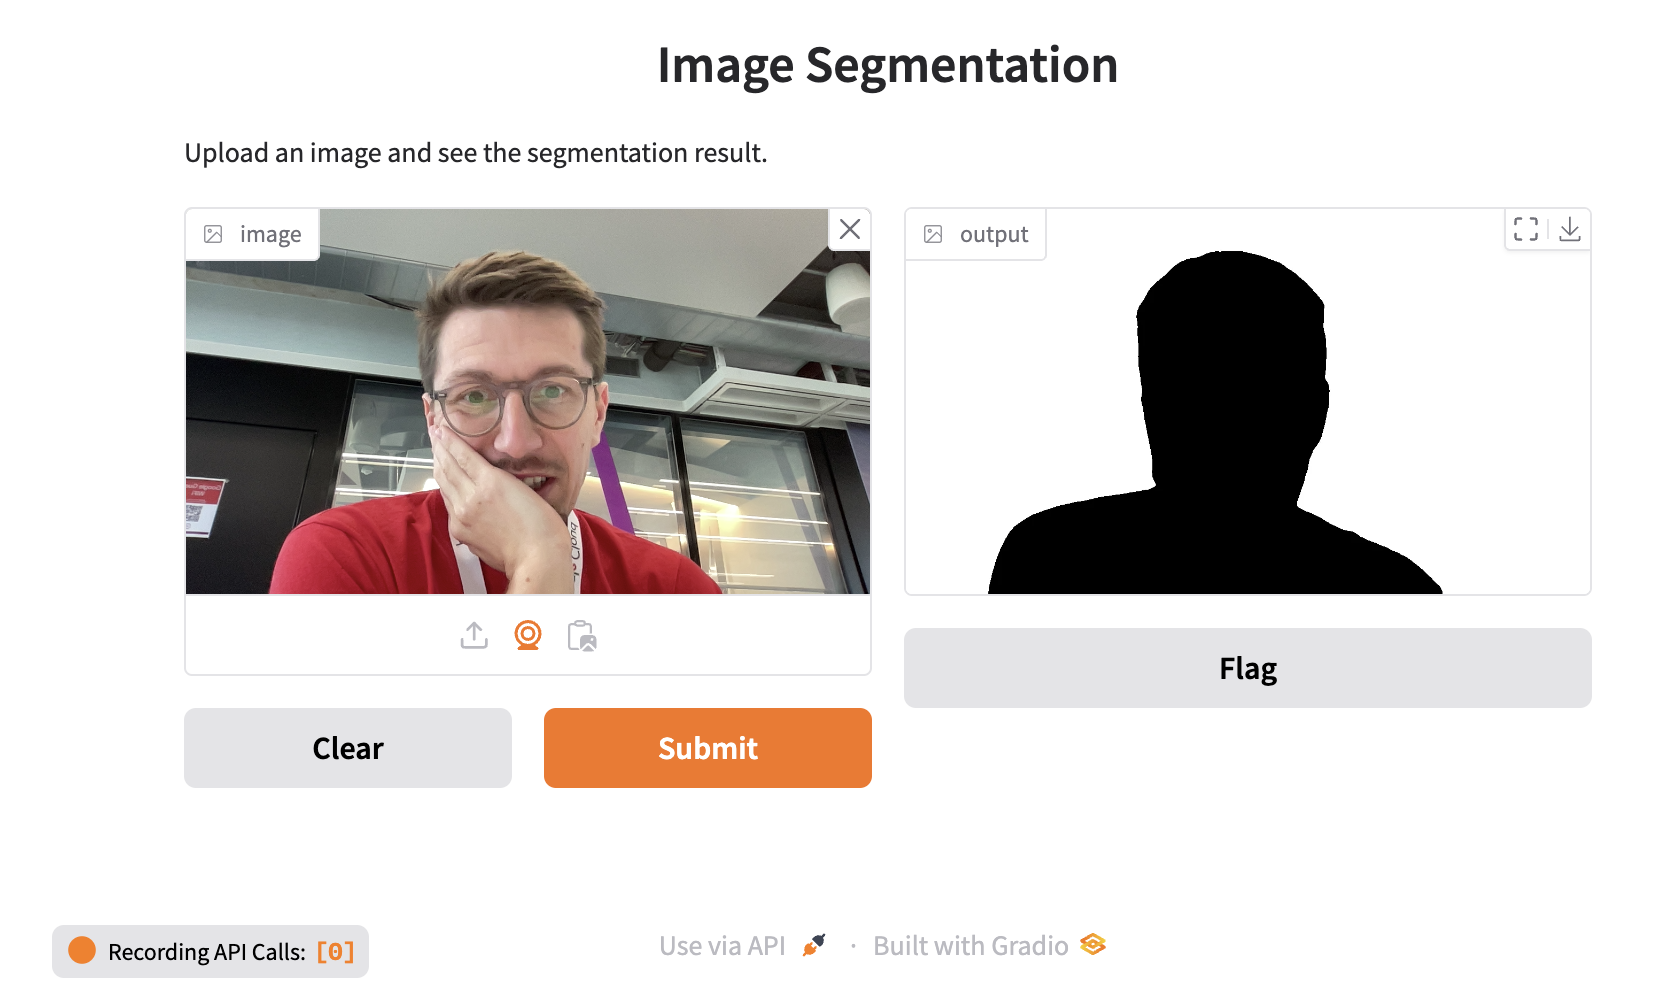 Image Segmentation
Upload an image and see the segmentation result.
image
output
Clear
Submit
Flag
Recording API Calls: [0]
Use via API · Built with Gradio